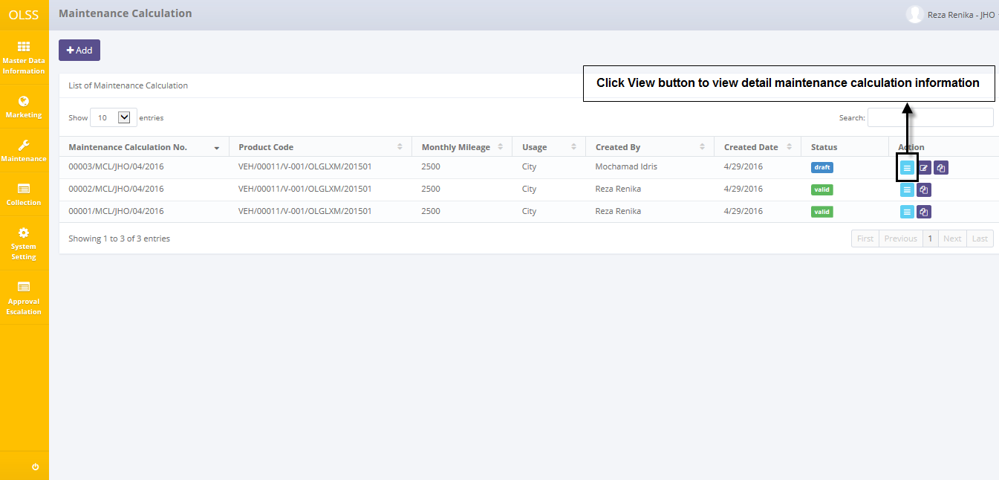 OLSS
Maintenance Calculation
Reza Renika - JHO
Master Data
Information
Marketing
Maintenance
Collection
System
Setting
Approval
Escalation
Add
List of Maintenance Calculation
Click View button to view detail maintenance calculation information
Show 10 entries
Search:
Maintenance Calculation No. Product Code Monthly Mileage Usage Created By Created Date Status Action
00003/MCL/JHO/04/2016 VEH/00011/V-001/OLGLXM/201501 2500 City Mochamad Idris 4/29/2016 draft
00002/MCL/JHO/04/2016 VEH/00011/V-001/OLGLXM/201501 2500 City Reza Renika 4/29/2016 valid
00001/MCL/JHO/04/2016 VEH/00011/V-001/OLGLXM/201501 2500 City Reza Renika 4/29/2016 valid
Showing 1 to 3 of 3 entries
First Previous 1 Next Last